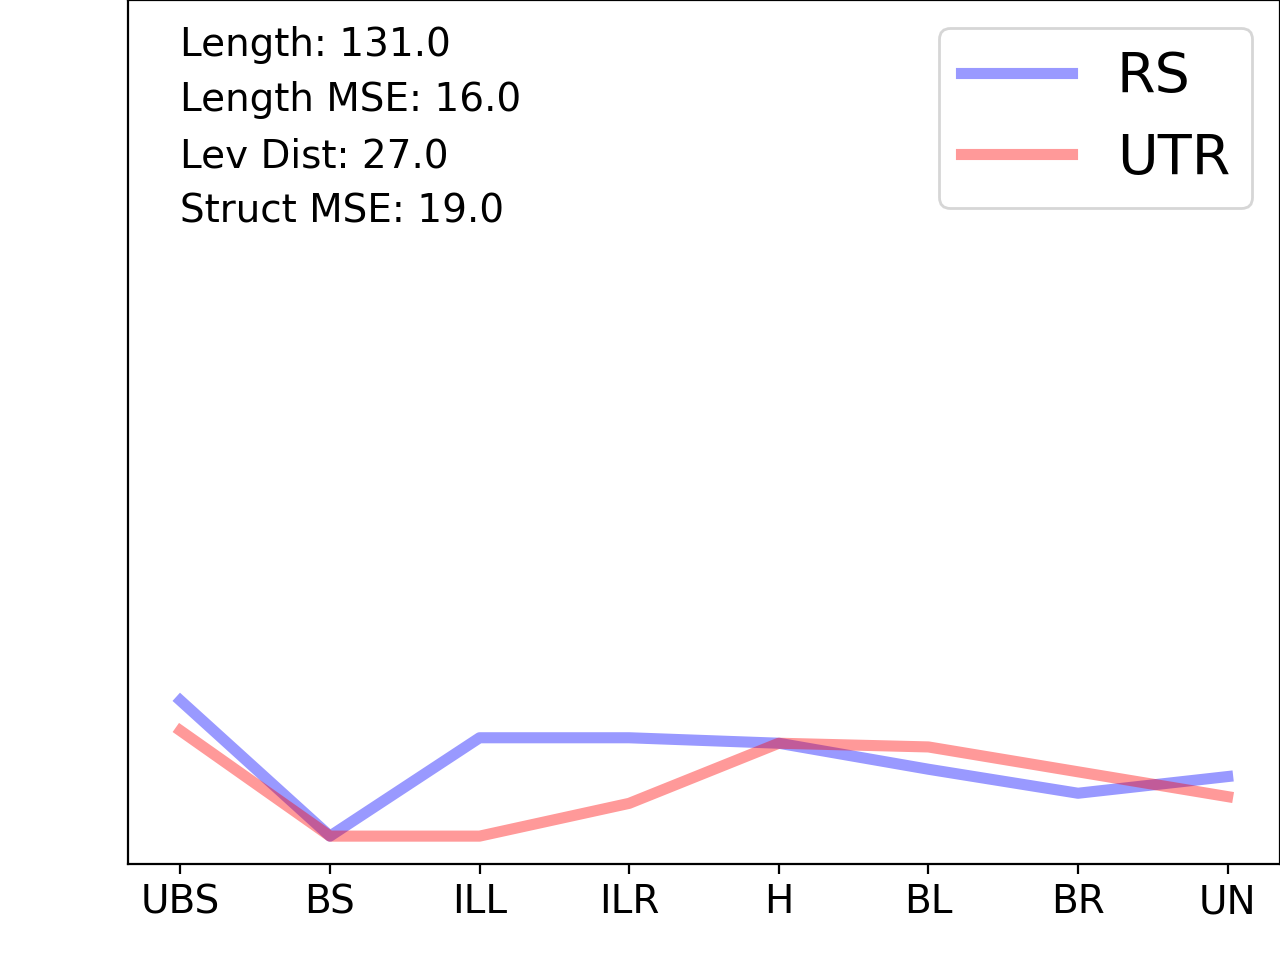 Length: 131.0
Length MSE: 16.0
Lev Dist: 27.0
Struct MSE: 19.0
RS
UTR
UBS BS ILL ILR H BL BR UN